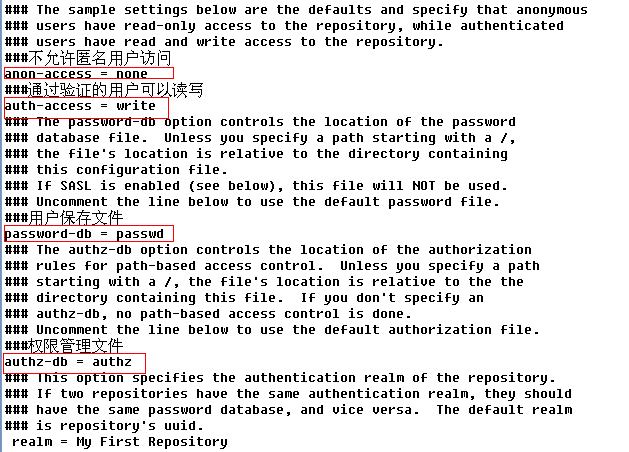 ### The sample settings below are the defaults and specify that anonymous
### users have read-only access to the repository, while authenticated
### users have read and write access to the repository.
###不允许匿名用户访问
anon-access = none
###通过验证的用户可以读写
auth-access = write
### The password-db option controls the location of the password
### database file.  Unless you specify a path starting with a /,
### the file's location is relative to the directory containing
### this configuration file.
### If SASL is enabled (see below), this file will NOT be used.
### Uncomment the line below to use the default password file.
###用户保存文件
password-db = passwd
### The authz-db option controls the location of the authorization
### rules for path-based access control.  Unless you specify a path
### starting with a /, the file's location is relative to the the
### directory containing this file.  If you don't specify an
### authz-db, no path-based access control is done.
### Uncomment the line below to use the default authorization file.
###权限管理文件
authz-db = authz
### This option specifies the authentication realm of the repository.
### If two repositories have the same authentication realm, they should
### have the same password database, and vice versa.  The default realm
### is repository's uuid.
realm = My First Repository